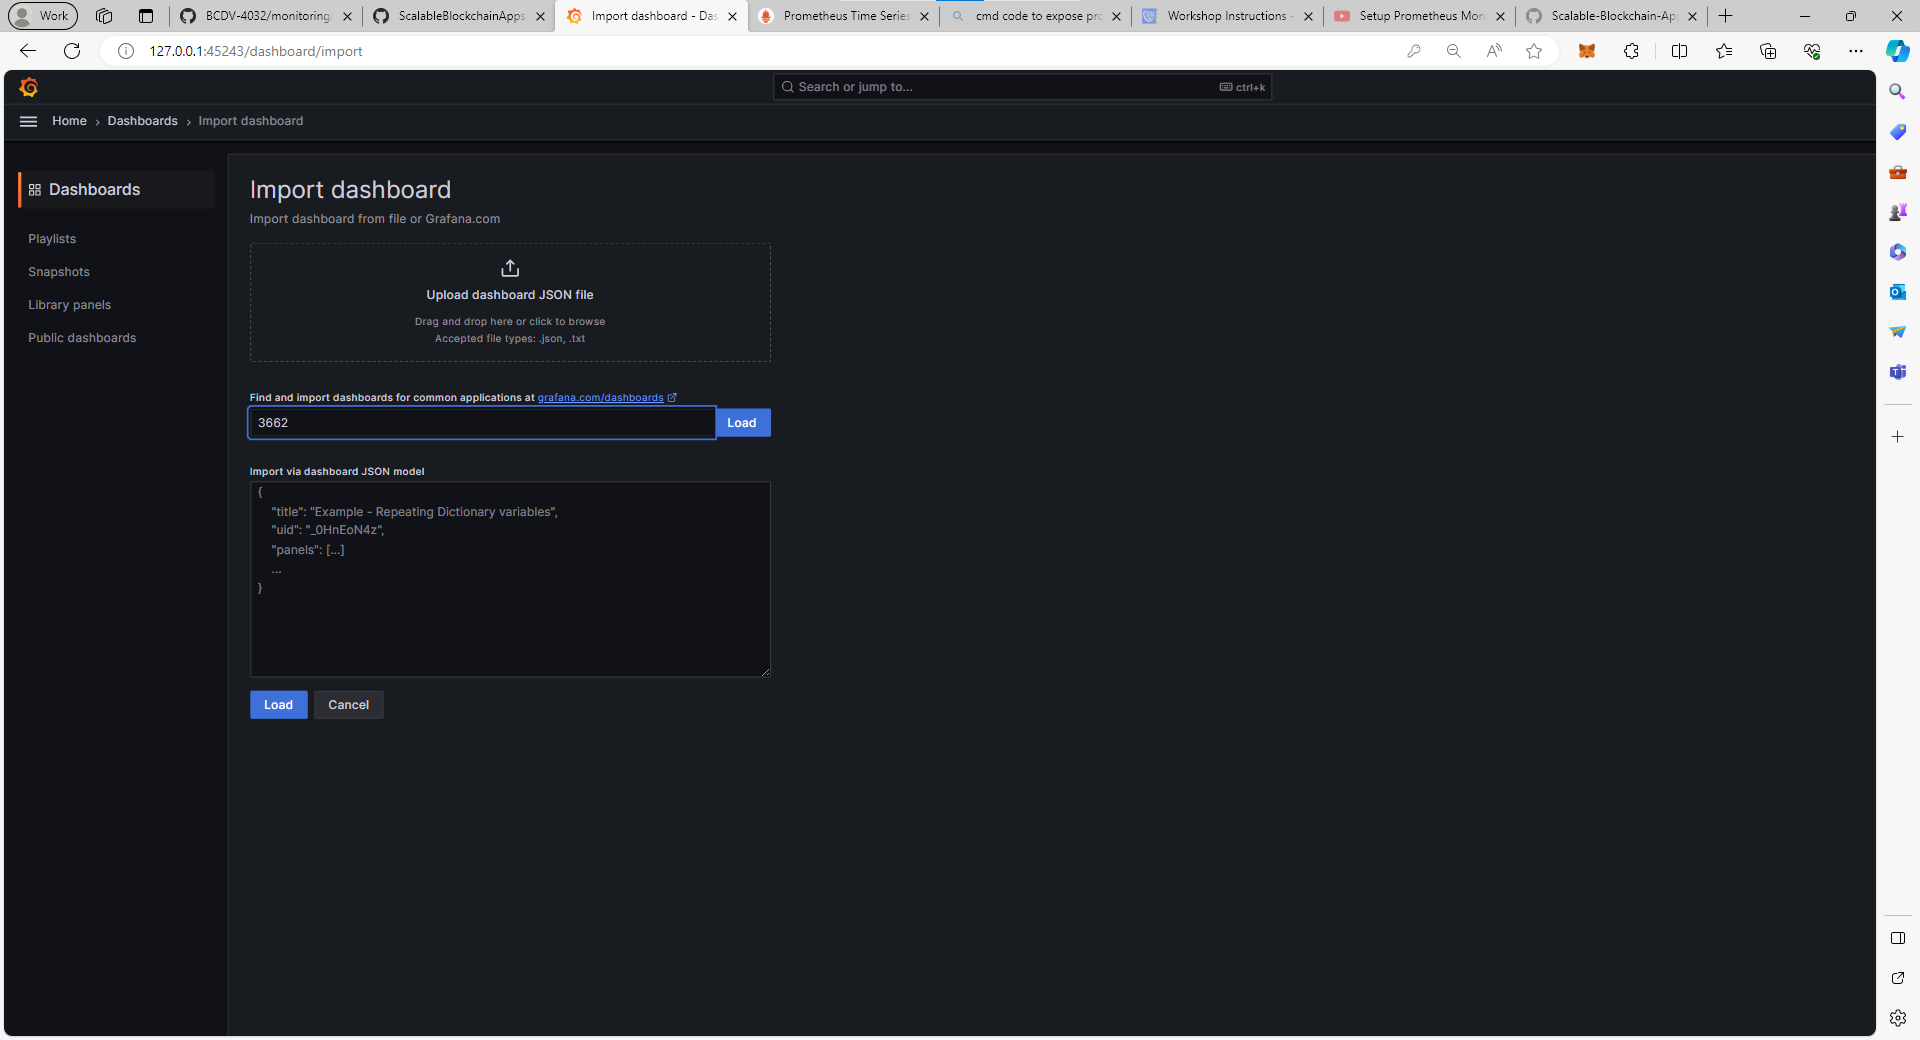 Work
BCDV-4032/monitoring/
ScalableBlockchainApps
Import dashboard - Das
Prometheus Time Series
cmd code to expose pro
Workshop Instructions -
Setup Prometheus Moni
Scalable-Blockchain-Ap
127.0.0.1:45243/dashboard/import
Search or jump to...
ctrl+k
Home
Dashboards
Import dashboard
Dashboards
Playlists
Snapshots
Library panels
Public dashboards
Import dashboard
Import dashboard from file or Grafana.com
Upload dashboard JSON file
Drag and drop here or click to browse
Accepted file types: .json, .txt
Find and import dashboards for common applications at grafana.com/dashboards
3662
Load
Import via dashboard JSON model
{
"title": "Example - Repeating Dictionary variables",
"uid": "_0HnEoN4z",
"panels": [...]
...
}
Load
Cancel